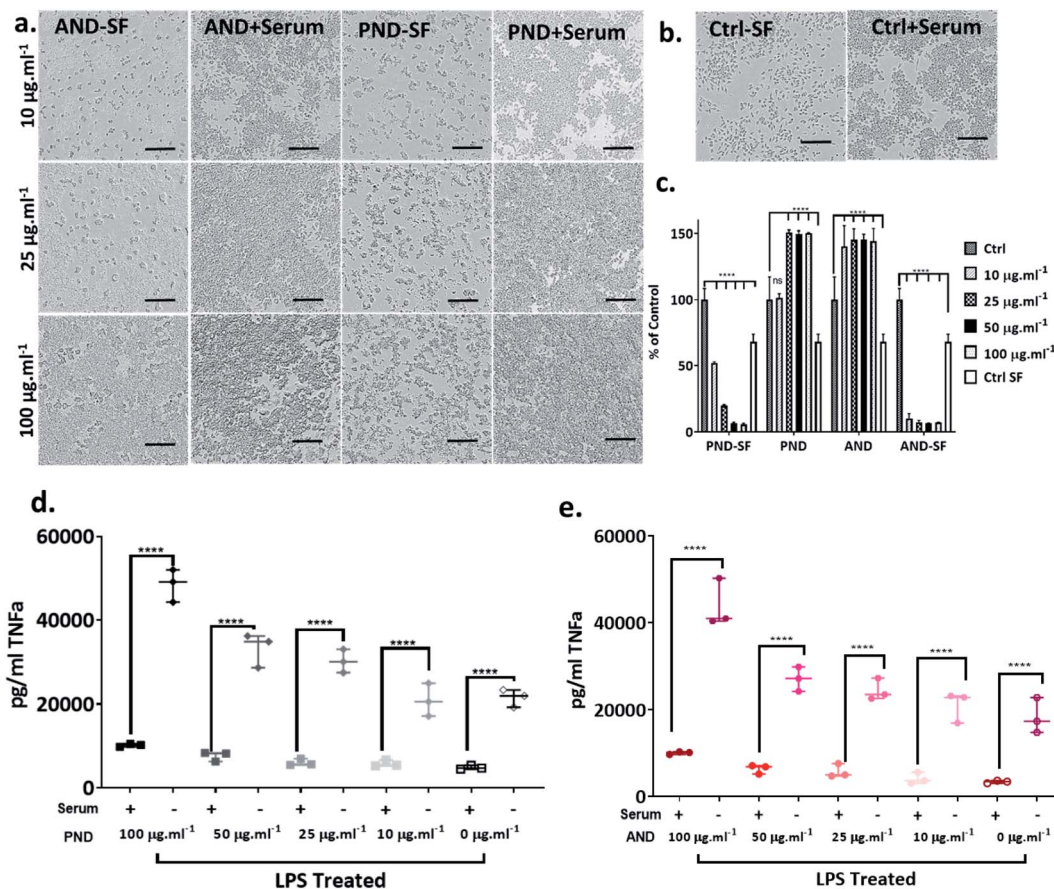 a.
AND-SF
AND+Serum
PND-SF
PND+Serum
10 µg.ml⁻¹
25 µg.ml⁻¹
100 µg.ml⁻¹
b.
Ctrl-SF
Ctrl+Serum
c.
% of Control
150
100
50
0
****
****
ns
****
****
PND-SF
PND
AND
AND-SF
Ctrl
10 µg.ml⁻¹
25 µg.ml⁻¹
50 µg.ml⁻¹
100 µg.ml⁻¹
Ctrl SF
d.
pg/ml TNFa
60000
40000
20000
0
****
****
****
****
****
Serum + - + - + - + - + -
PND 100 µg.ml⁻¹ 50 µg.ml⁻¹ 25 µg.ml⁻¹ 10 µg.ml⁻¹ 0 µg.ml⁻¹
LPS Treated
e.
pg/ml TNFa
60000
40000
20000
0
****
****
****
****
****
Serum + - + - + - + - + -
AND 100 µg.ml⁻¹ 50 µg.ml⁻¹ 25 µg.ml⁻¹ 10 µg.ml⁻¹ 0 µg.ml⁻¹
LPS Treated